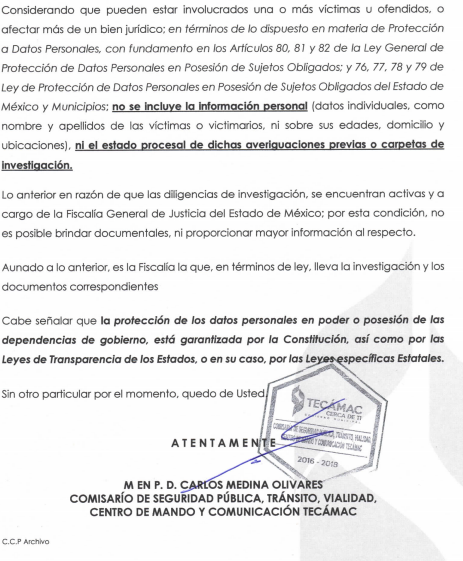 Considerando que pueden estar involucrados una o más victimas u ofendidos, o
afectar más de un bien jurídico; en términos de lo dispuesto en materia de Protección
a Datos Personales, con fundamento en los Artículos 80, 81 y 82 de la Ley General de
Protección de Datos Personales en Posesión de Sujetos Obligados; y 76, 77, 78 y 79 de
Ley de Protección de Datos Personales en Posesión de Sujetos Obligados del Estado de
México y Municipios; no se incluye la información personal (datos individuales, como
nombre y apellidos de las víctimas o victimarios, ni sobre sus edades, domicilio y
ubicaciones), ni el estado procesal de dichas averiguaciones previas o carpetas de
investigación.
Lo anterior en razón de que las diligencias de investigación, se encuentran activas y a
cargo de la Fiscalía General de Justicia del Estado de México; por esta condición, no
es posible brindar documentales, ni proporcionar mayor información al respecto.
Aunado a lo anterior, es la Fiscalía la que, en términos de ley, lleva la investigación y los
documentos correspondientes
Cabe señalar que la protección de los datos personales en poder o posesión de las
dependencias de gobierno, está garantizada por la Constitución, así como por las
Leyes de Transparencia de los Estados, o en su caso, por las Leyes específicas Estatales.
Sin otro particular por el momento, quedo de Usted.
TECÁMAC
CERCA DE TI
COMISARÍA DE SEGURIDAD PÚBLICA, TRÁNSITO, VIALIDAD,
CENTRO DE MANDO Y COMUNICACIÓN TECÁMAC
2016 - 2018
A T E N T A M E N T E
M EN P. D. CARLOS MEDINA OLIVARES
COMISARÍO DE SEGURIDAD PÚBLICA, TRÁNSITO, VIALIDAD,
CENTRO DE MANDO Y COMUNICACIÓN TECÁMAC
C.C.P Archivo